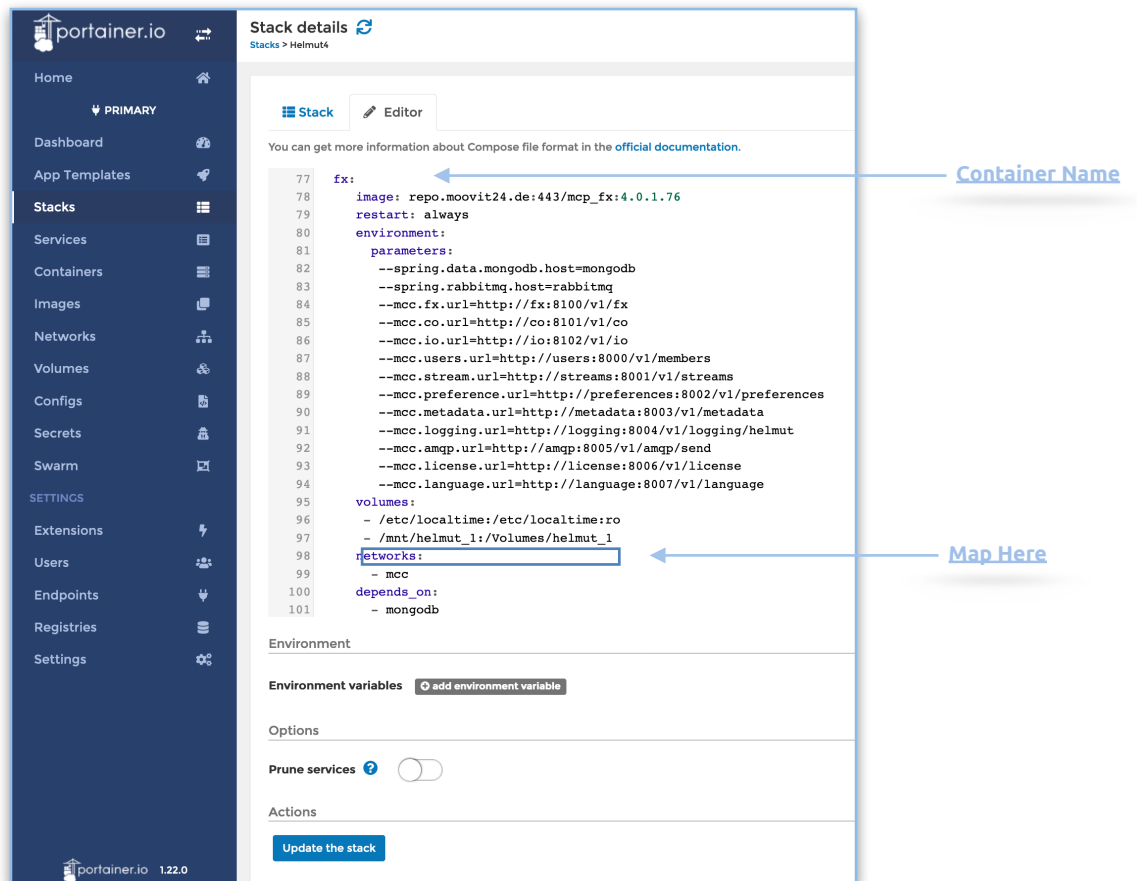 portainer.io
Home
PRIMARY
Dashboard
App Templates
Stacks
Services
Containers
Images
Networks
Volumes
Configs
Secrets
Swarm
SETTINGS
Extensions
Users
Endpoints
Registries
Settings
portainer.io 1.22.0
Stack details
Stacks > Helmut4
Stack Editor
You can get more information about Compose file format in the official documentation.
77 fx:
78 image: repo.moovit24.de:443/mcp_fx:4.0.1.76
79 restart: always
80 environment:
81 parameters:
82 --spring.data.mongodb.host=mongodb
83 --spring.rabbitmq.host=rabbitmq
84 --mcc.fx.url=http://fx:8100/v1/fx
85 --mcc.co.url=http://co:8101/v1/co
86 --mcc.io.url=http://io:8102/v1/io
87 --mcc.users.url=http://users:8000/v1/members
88 --mcc.stream.url=http://streams:8001/v1/streams
89 --mcc.preference.url=http://preferences:8002/v1/preferences
90 --mcc.metadata.url=http://metadata:8003/v1/metadata
91 --mcc.logging.url=http://logging:8004/v1/logging/helmut
92 --mcc.amqp.url=http://amqp:8005/v1/amqp/send
93 --mcc.license.url=http://license:8006/v1/license
94 --mcc.language.url=http://language:8007/v1/language
95 volumes:
96 - /etc/localtime:/etc/localtime:ro
97 - /mnt/helmut_1:/Volumes/helmut_1
98 networks:
99 - mcc
100 depends_on:
101 - mongodb
Container Name
Map Here
Environment
Environment variables add environment variable
Options
Prune services ?
Actions
Update the stack